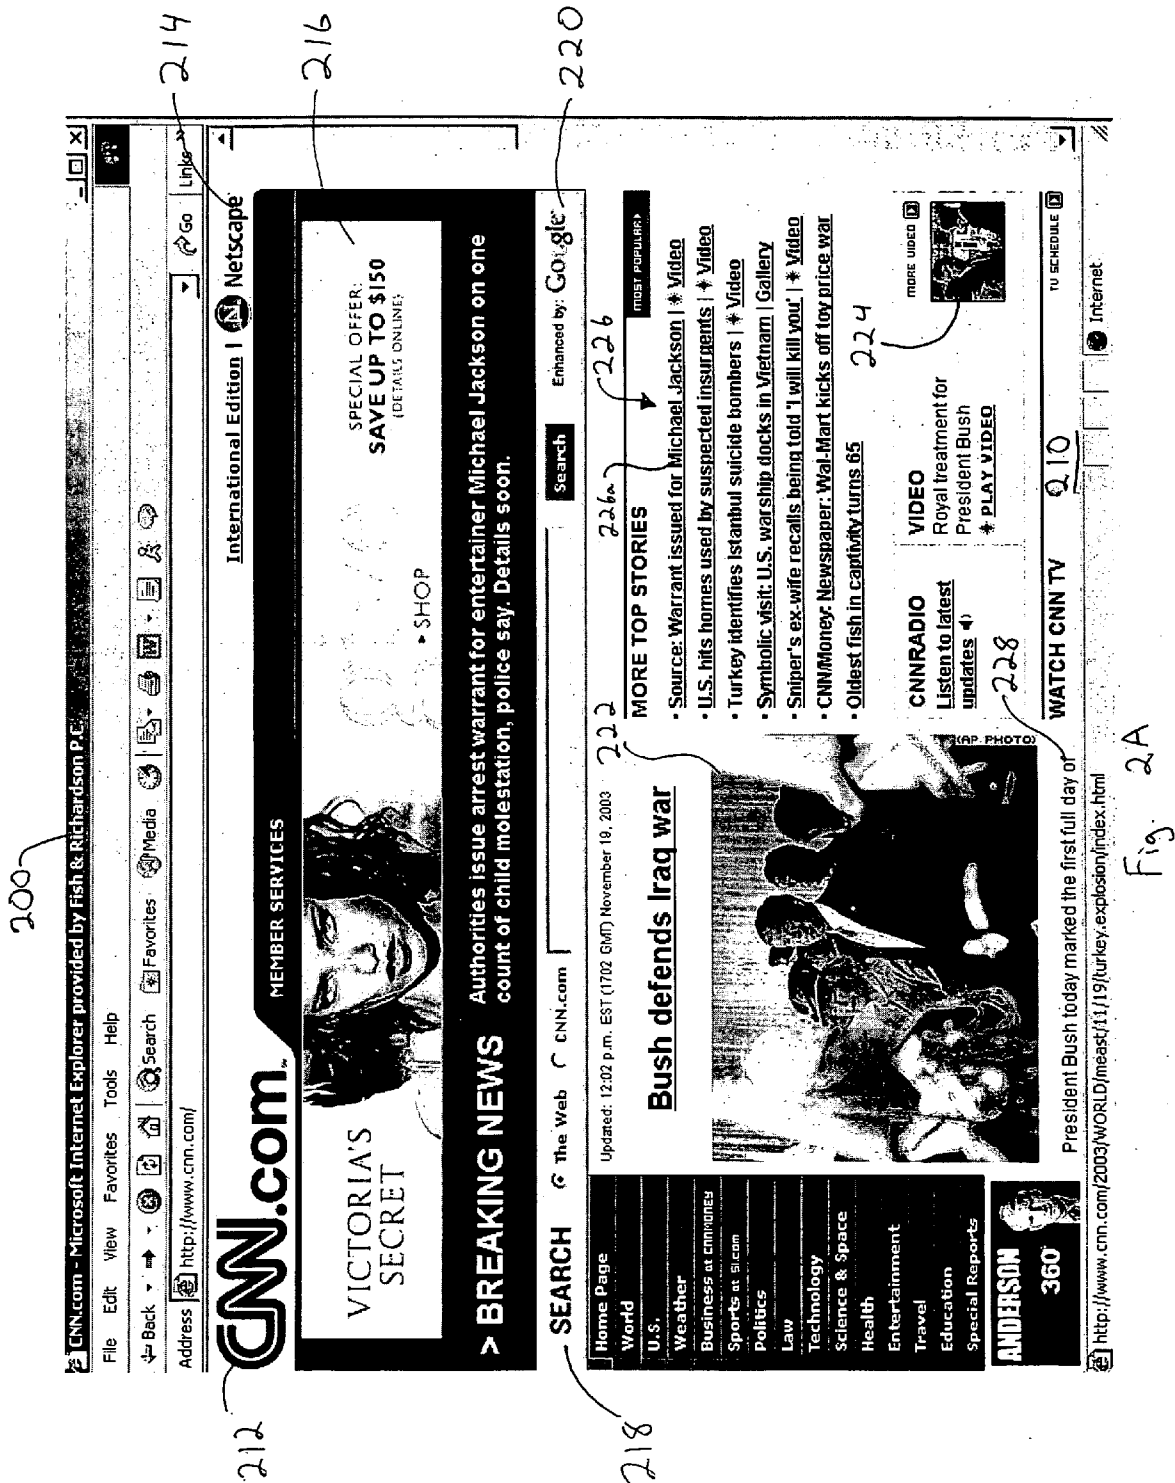 200
CNN.com - Microsoft Internet Explorer provided by Fish & Richardson P.C.
File Edit View Favorites Tools Help
Back Search Favorites Media
Address http://www.cnn.com/ Go Links »
212
CNN.com
International Edition | N Netscape
214
MEMBER SERVICES
VICTORIA'S SECRET
SHOP
SPECIAL OFFER:
SAVE UP TO $150
(DETAILS ONLINE)
216
> BREAKING NEWS
Authorities issue arrest warrant for entertainer Michael Jackson on one
count of child molestation, police say. Details soon.
218
SEARCH The Web CNN.com Search Enhanced by: Google
220
Home Page
World
U.S.
Weather
Business at CNNMONEY
Sports at SI.com
Politics
Law
Technology
Science & Space
Health
Entertainment
Travel
Education
Special Reports
ANDERSON
360°
Updated: 12:02 p.m. EST (1702 GMT) November 19, 2003
222
Bush defends Iraq war
(AP PHOTO)
President Bush today marked the first full day of
228
226a
226
MORE TOP STORIES
MOST POPULAR
• Source: Warrant issued for Michael Jackson | Video
• U.S. hits homes used by suspected insurgents | Video
• Turkey identifies Istanbul suicide bombers | Video
• Symbolic visit: U.S. warship docks in Vietnam | Gallery
• Sniper's ex-wife recalls being told 'I will kill you' | Video
• CNN/Money: Newspaper: Wal-Mart kicks off toy price war
• Oldest fish in captivity turns 65
CNNRADIO
Listen to latest
updates
VIDEO
Royal treatment for
President Bush
PLAY VIDEO
MORE VIDEO
224
WATCH CNN TV
TV SCHEDULE
210
http://www.cnn.com/2003/WORLD/meast/11/19/turkey.explosion/index.html
Internet
Fig. 2A